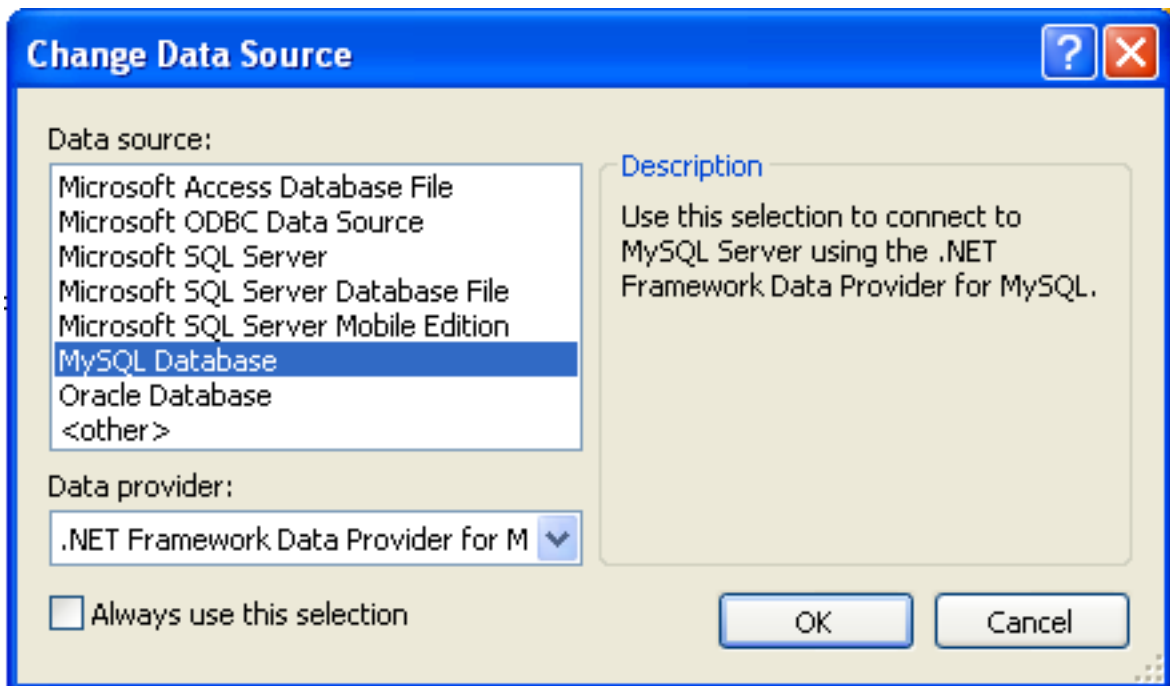 Change Data Source
Data source:
Microsoft Access Database File
Microsoft ODBC Data Source
Microsoft SQL Server
Microsoft SQL Server Database File
Microsoft SQL Server Mobile Edition
MySQL Database
Oracle Database
<other>
Data provider:
.NET Framework Data Provider for M
Always use this selection
Description
Use this selection to connect to
MySQL Server using the .NET
Framework Data Provider for MySQL.
OK
Cancel